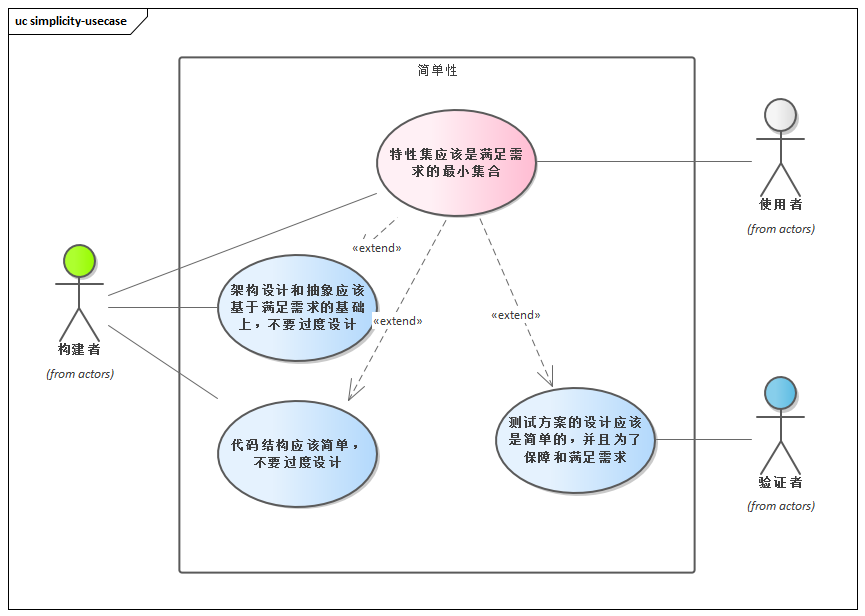 uc simplicity-usecase
简单性
特性集应该是满足需
求的最小集合
使用者
(from actors)
«extend»
架构设计和抽象应该
基于满足需求的基础
上，不要过度设计
«extend»
«extend»
构建者
(from actors)
代码结构应该简单，
不要过度设计
测试方案的设计应该
是简单的，并且为了
保障和满足需求
验证者
(from actors)